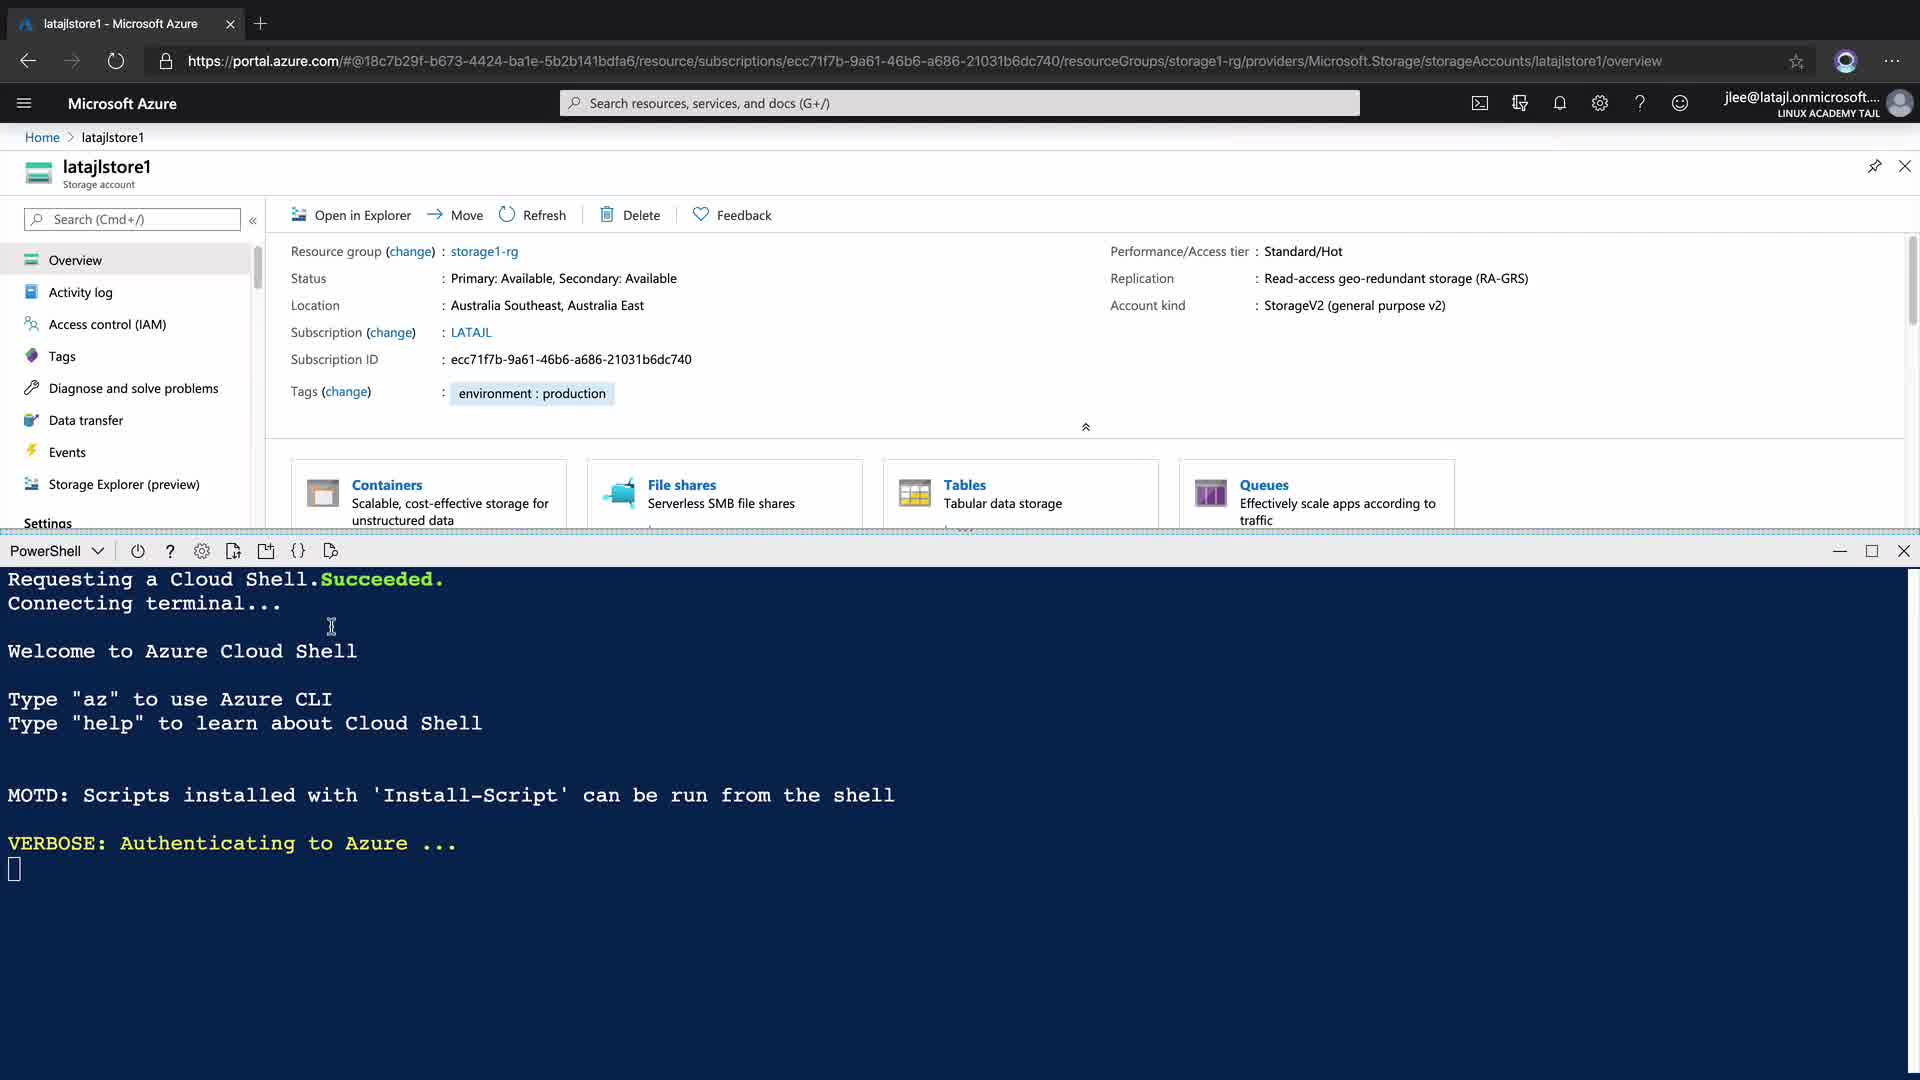 latajlstore1 - Microsoft Azure
https://portal.azure.com/#@18c7b29f-b673-4424-ba1e-5b2b141bdfa6/resource/subscriptions/ecc71f7b-9a61-46b6-a686-21031b6dc740/resourceGroups/storage1-rg/providers/Microsoft.Storage/storageAccounts/latajlstore1/overview
Microsoft Azure
Search resources, services, and docs (G+/)
jlee@latajl.onmicrosoft....
LINUX ACADEMY TAJL
Home > latajlstore1
latajlstore1
Storage account
Search (Cmd+/)
«
Overview
Activity log
Access control (IAM)
Tags
Diagnose and solve problems
Data transfer
Events
Storage Explorer (preview)
Settings
Open in Explorer
Move
Refresh
Delete
Feedback
Resource group (change) : storage1-rg
Status : Primary: Available, Secondary: Available
Location : Australia Southeast, Australia East
Subscription (change) : LATAJL
Subscription ID : ecc71f7b-9a61-46b6-a686-21031b6dc740
Tags (change) : environment : production
Performance/Access tier : Standard/Hot
Replication : Read-access geo-redundant storage (RA-GRS)
Account kind : StorageV2 (general purpose v2)
Containers
Scalable, cost-effective storage for
unstructured data
File shares
Serverless SMB file shares
Tables
Tabular data storage
Queues
Effectively scale apps according to
traffic
PowerShell
Requesting a Cloud Shell.Succeeded.
Connecting terminal...
Welcome to Azure Cloud Shell
Type "az" to use Azure CLI
Type "help" to learn about Cloud Shell
MOTD: Scripts installed with 'Install-Script' can be run from the shell
VERBOSE: Authenticating to Azure ...